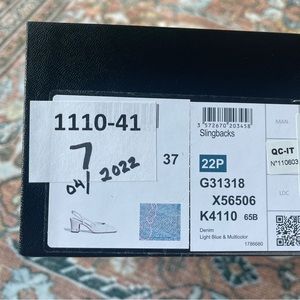 1110-41
7
04/2022
37
3 572670 203458
Slingbacks
22P
G31318
X56506
K4110 65B
Denim
Light Blue & Multicolor
1786680
MAN.
QC-IT
N°110603
LDC